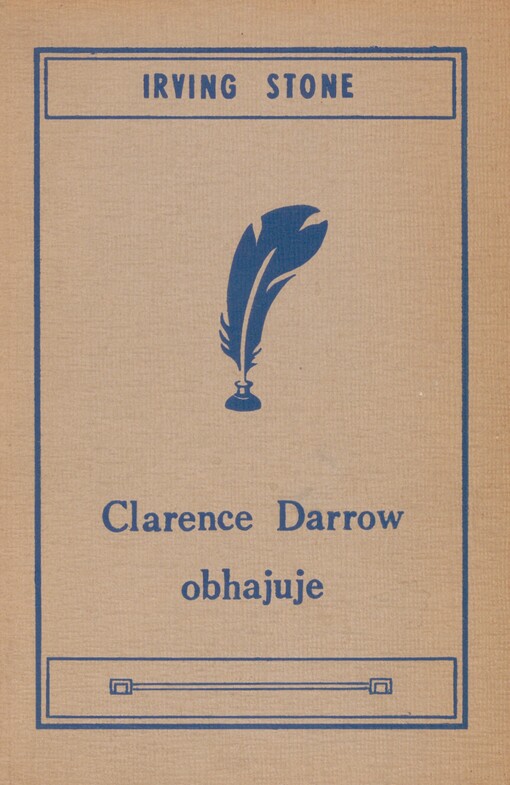 IRVING STONE
Clarence Darrow
obhajuje